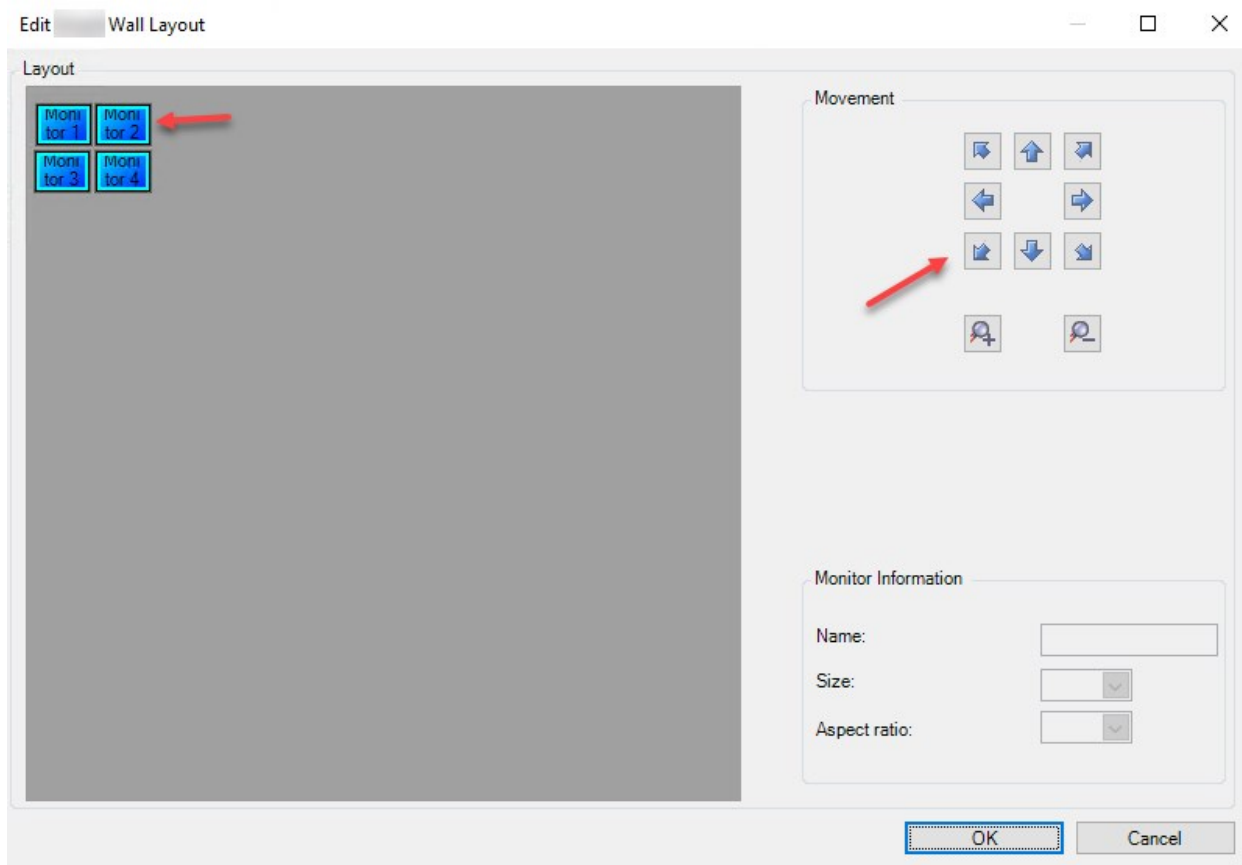 Edit Wall Layout
Layout
Moni
tor 1
Moni
tor 2
Moni
tor 3
Moni
tor 4
Movement
Monitor Information
Name:
Size:
Aspect ratio:
OK
Cancel